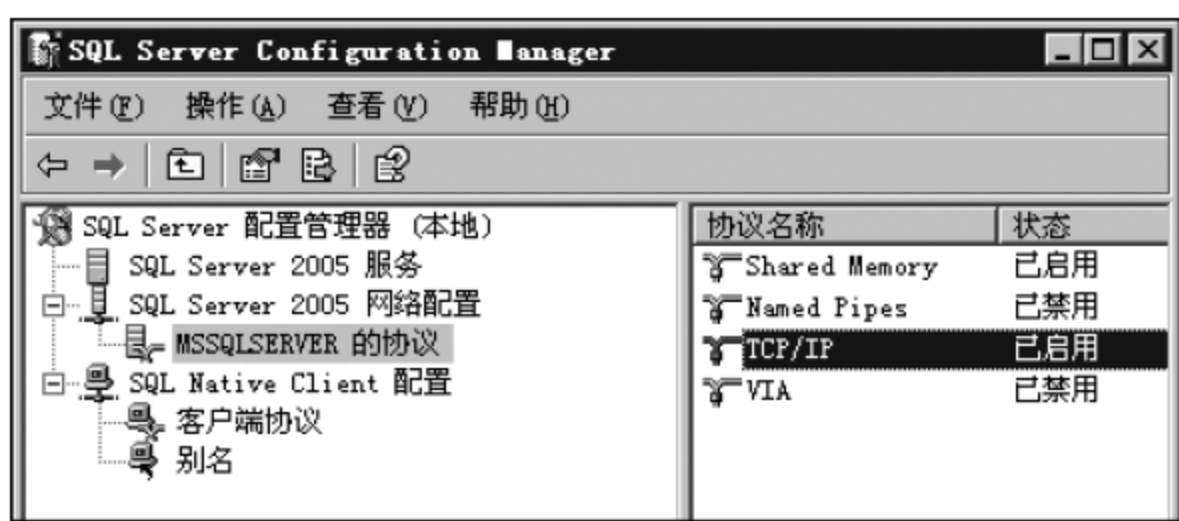 SQL Server Configuration Manager
文件(F) 操作(A) 查看(V) 帮助(H)
SQL Server 配置管理器 (本地)
SQL Server 2005 服务
SQL Server 2005 网络配置
MSSQLSERVER 的协议
SQL Native Client 配置
客户端协议
别名
协议名称 状态
Shared Memory 已启用
Named Pipes 已禁用
TCP/IP 已启用
VIA 已禁用